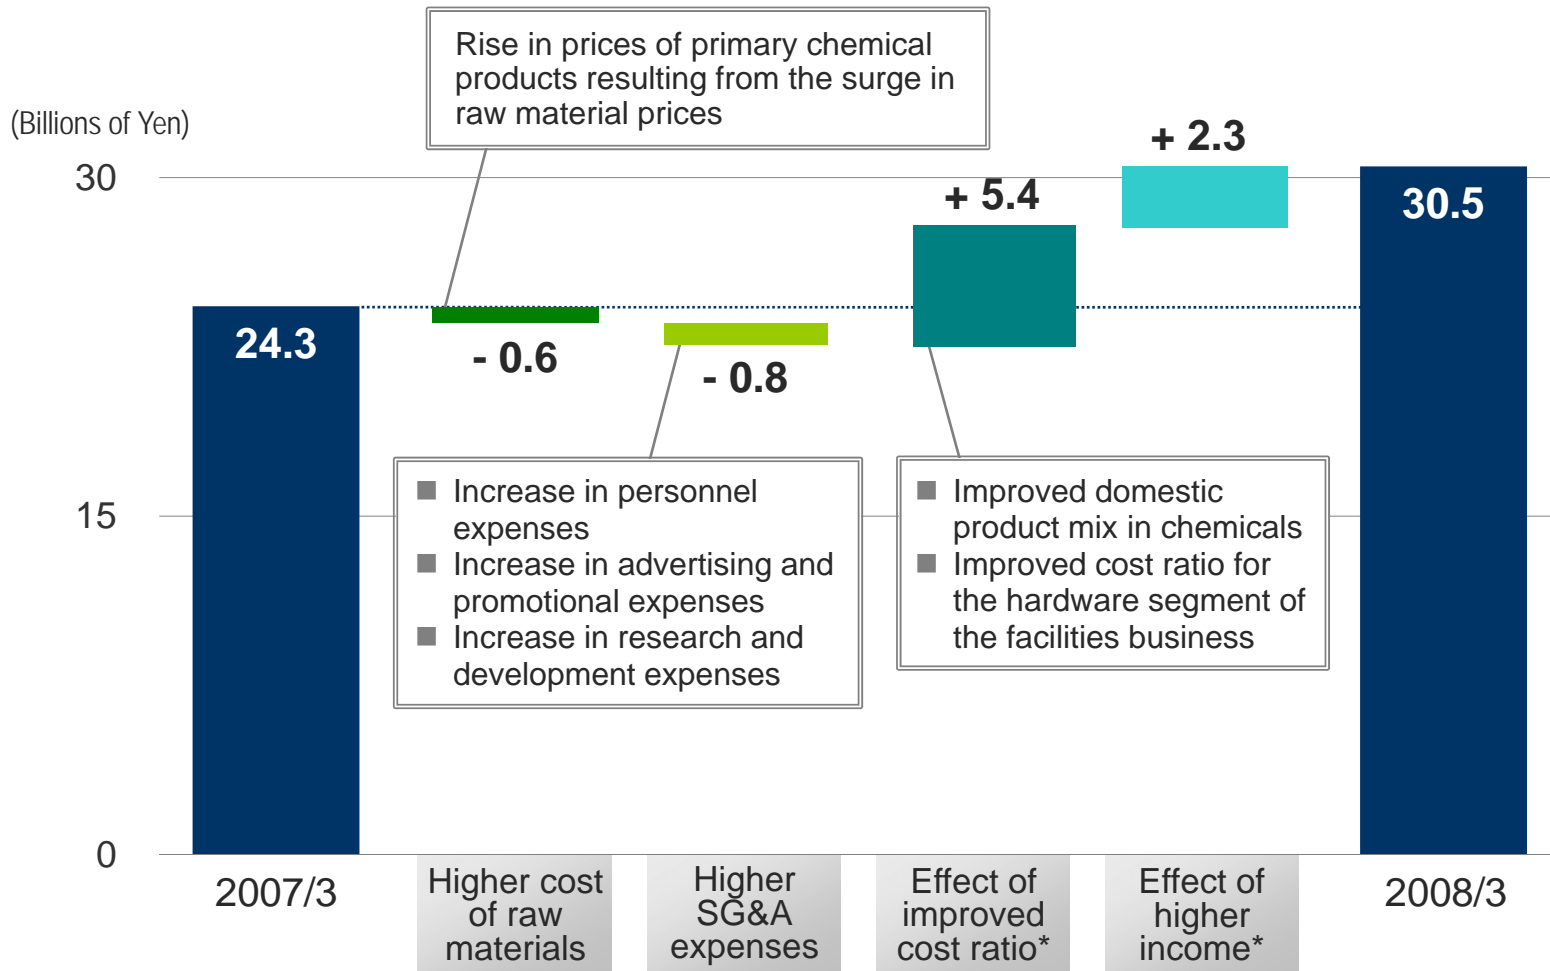 Rise in prices of primary chemical
products resulting from the surge in
raw material prices
(Billions of Yen)
30
15
0
24.3
- 0.6
- 0.8
+ 5.4
+ 2.3
30.5
■ Increase in personnel
expenses
■ Increase in advertising and
promotional expenses
■ Increase in research and
development expenses
■ Improved domestic
product mix in chemicals
■ Improved cost ratio for
the hardware segment of
the facilities business
2007/3
Higher cost
of raw
materials
Higher
SG&A
expenses
Effect of
improved
cost ratio*
Effect of
higher
income*
2008/3